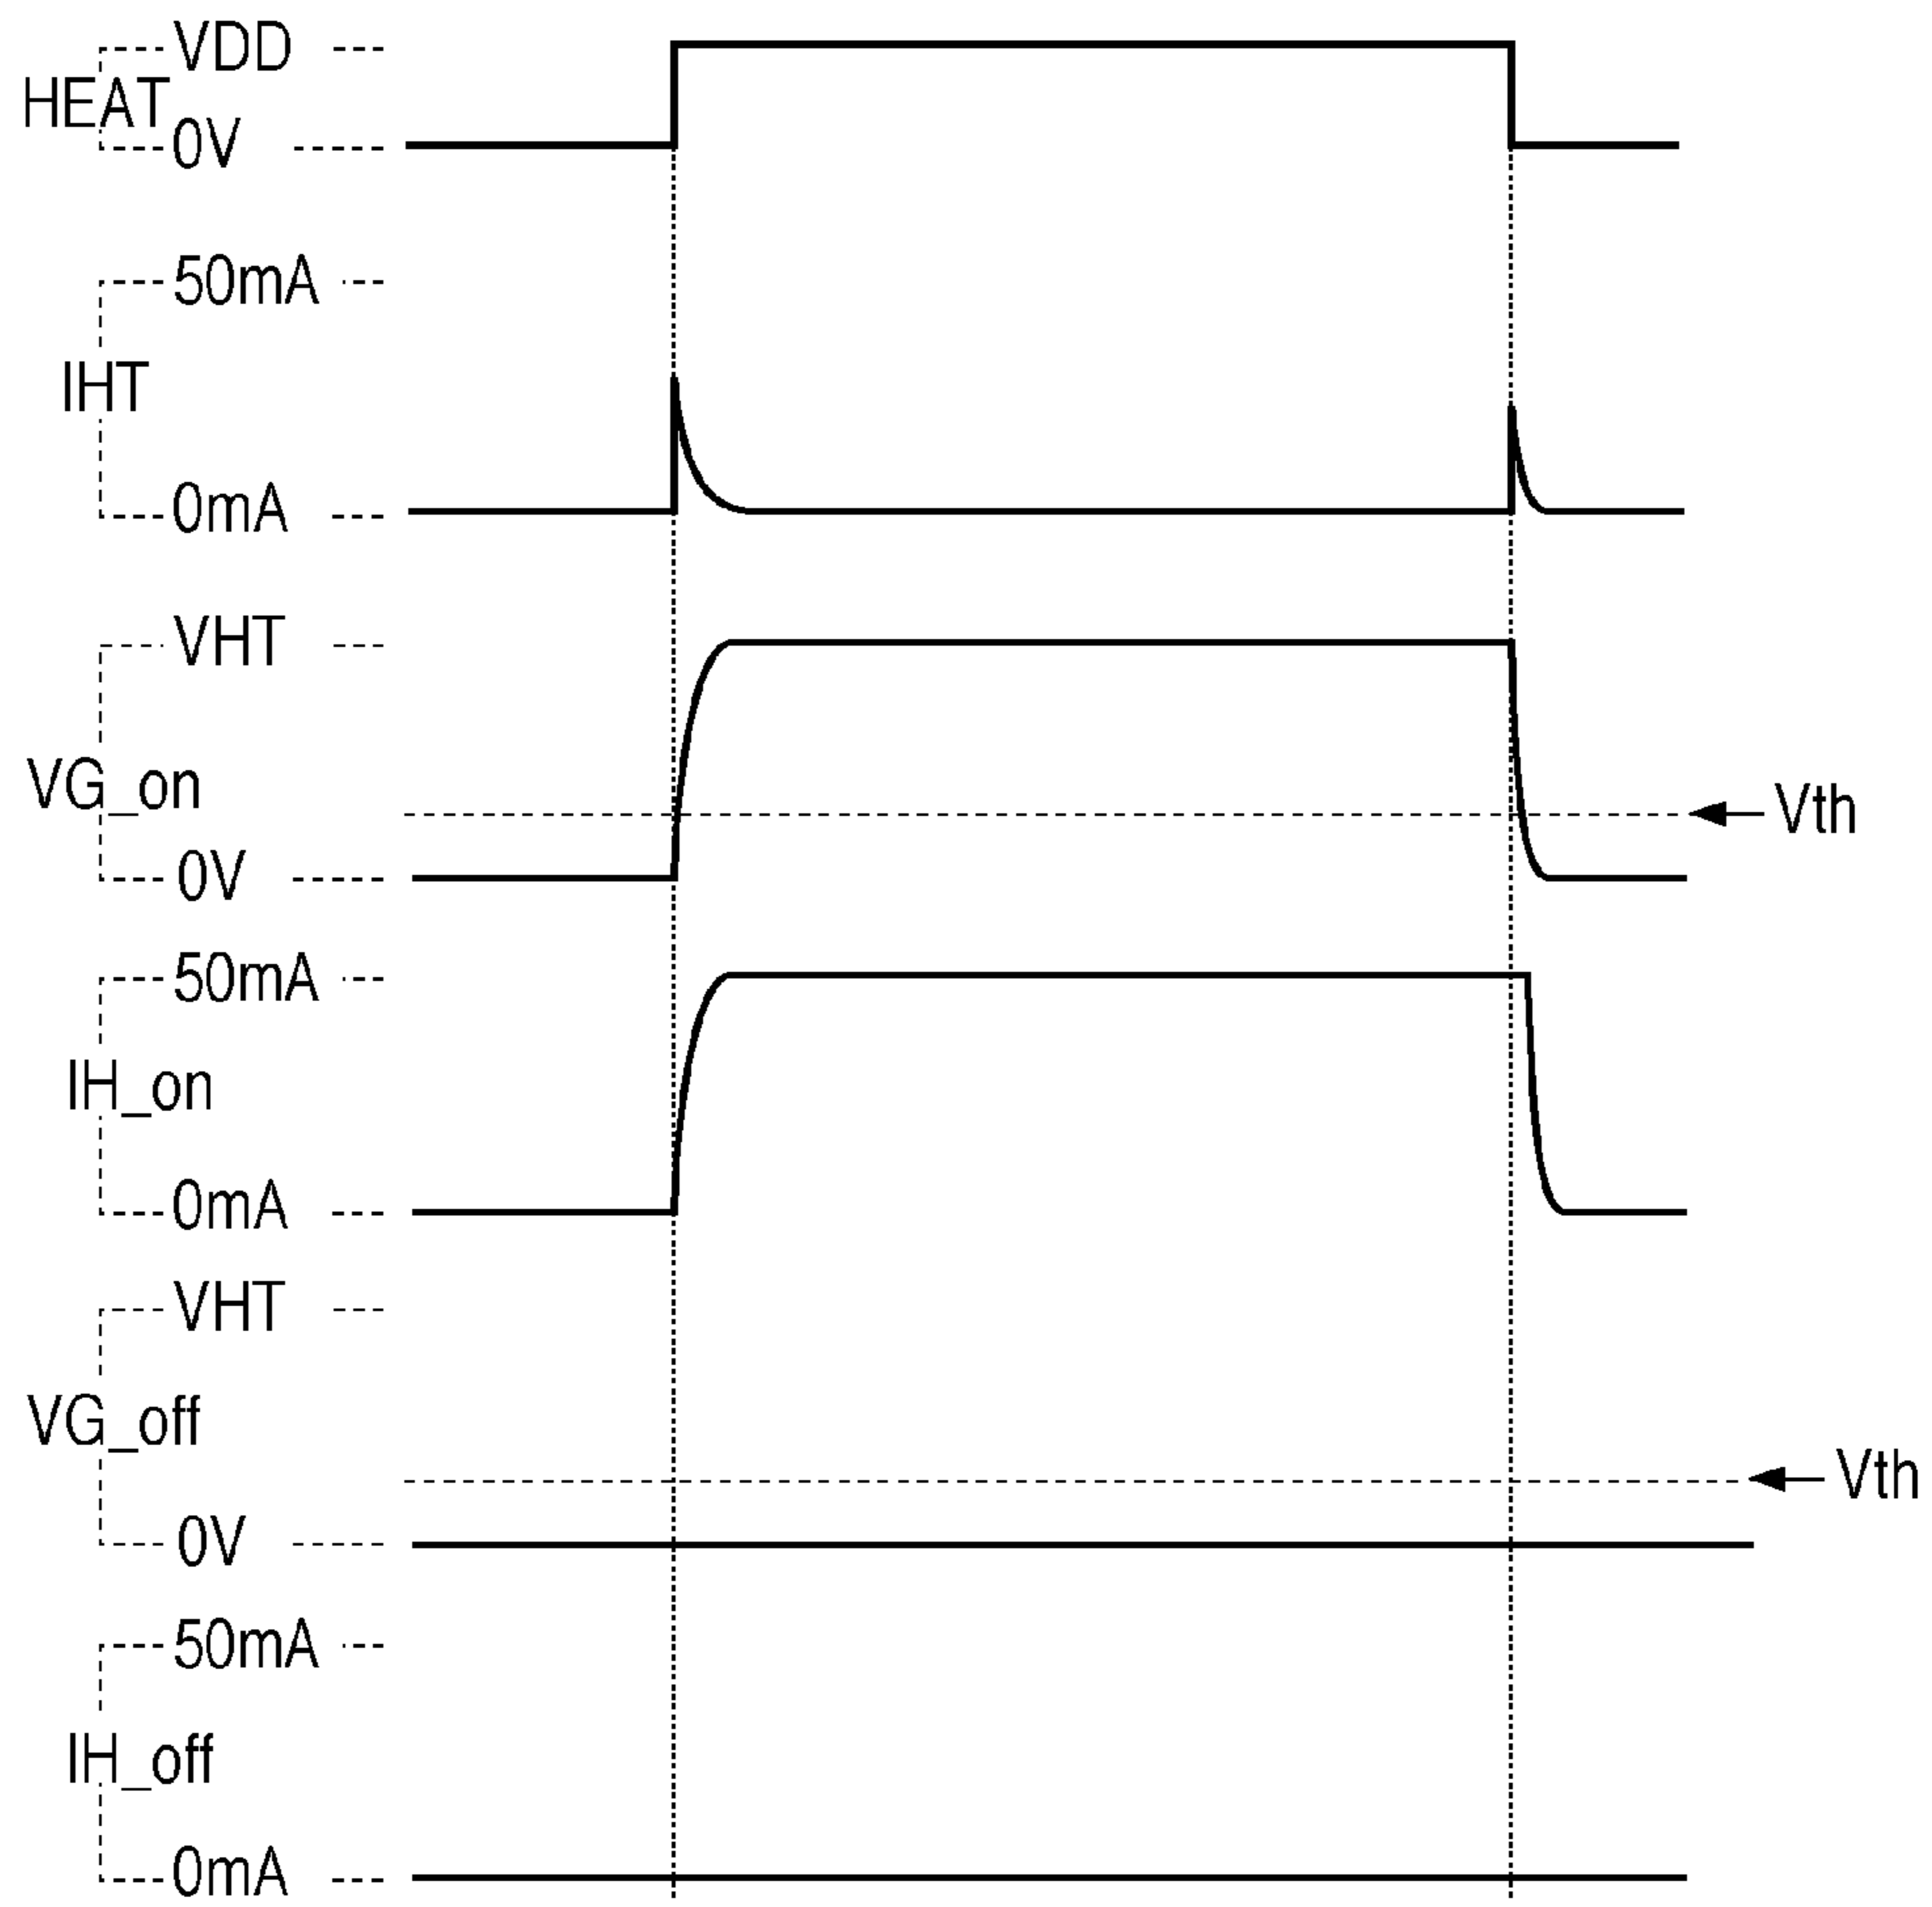 VDD
HEAT
0V
50mA
IHT
0mA
VHT
VG_on
Vth
0V
50mA
IH_on
0mA
VHT
VG_off
Vth
0V
50mA
IH_off
0mA